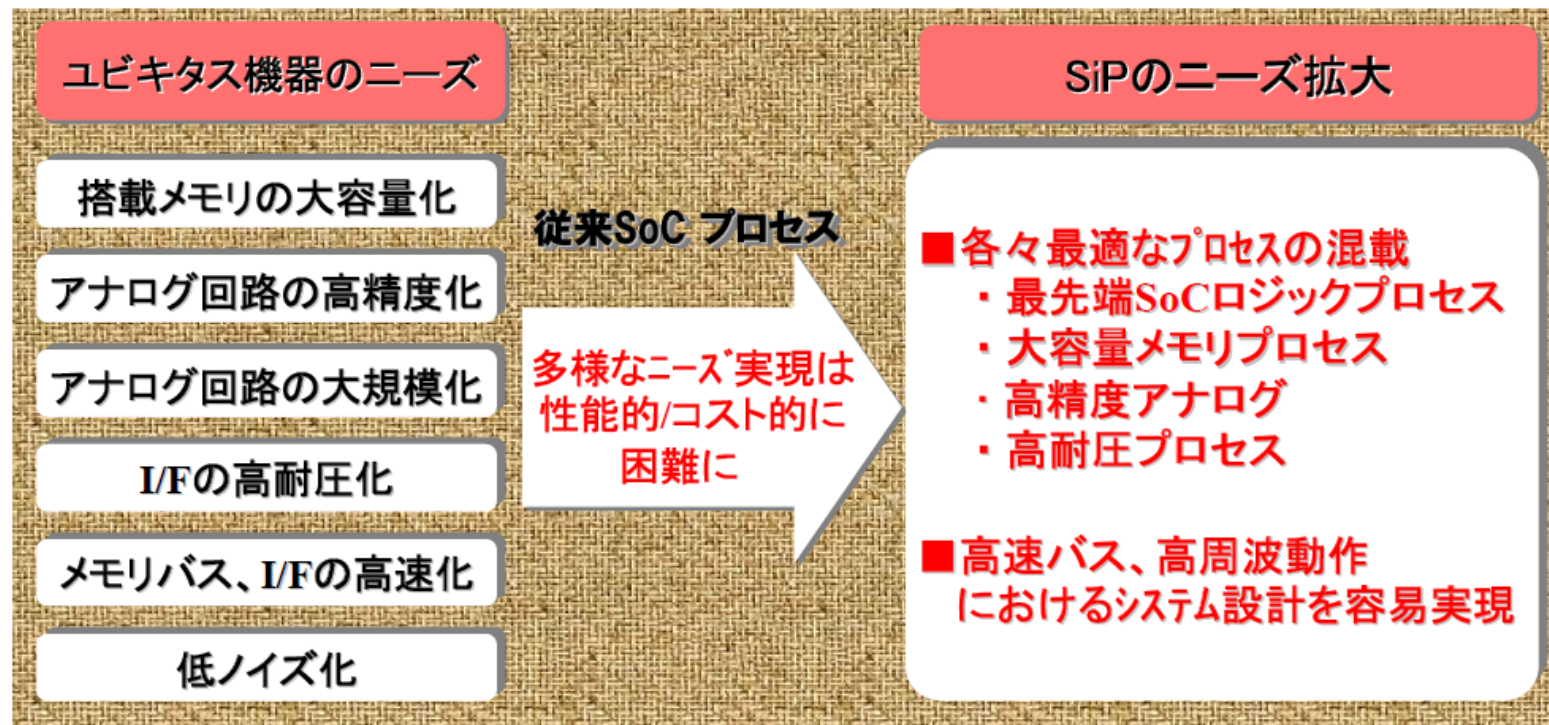 ユビキタス機器のニーズ
搭載メモリの大容量化
アナログ回路の高精度化
アナログ回路の大規模化
I/Fの高耐圧化
メモリバス、I/Fの高速化
低ノイズ化
従来SoC プロセス
多様なﾆｰｽﾞ実現は
性能的/コスト的に
困難に
SiPのニーズ拡大
■各々最適なﾌﾟﾛｾｽの混載
・最先端SoCロジックプロセス
・大容量メモリプロセス
・高精度アナログ
・高耐圧プロセス
■高速バス、高周波動作
におけるｼｽﾃﾑ設計を容易実現